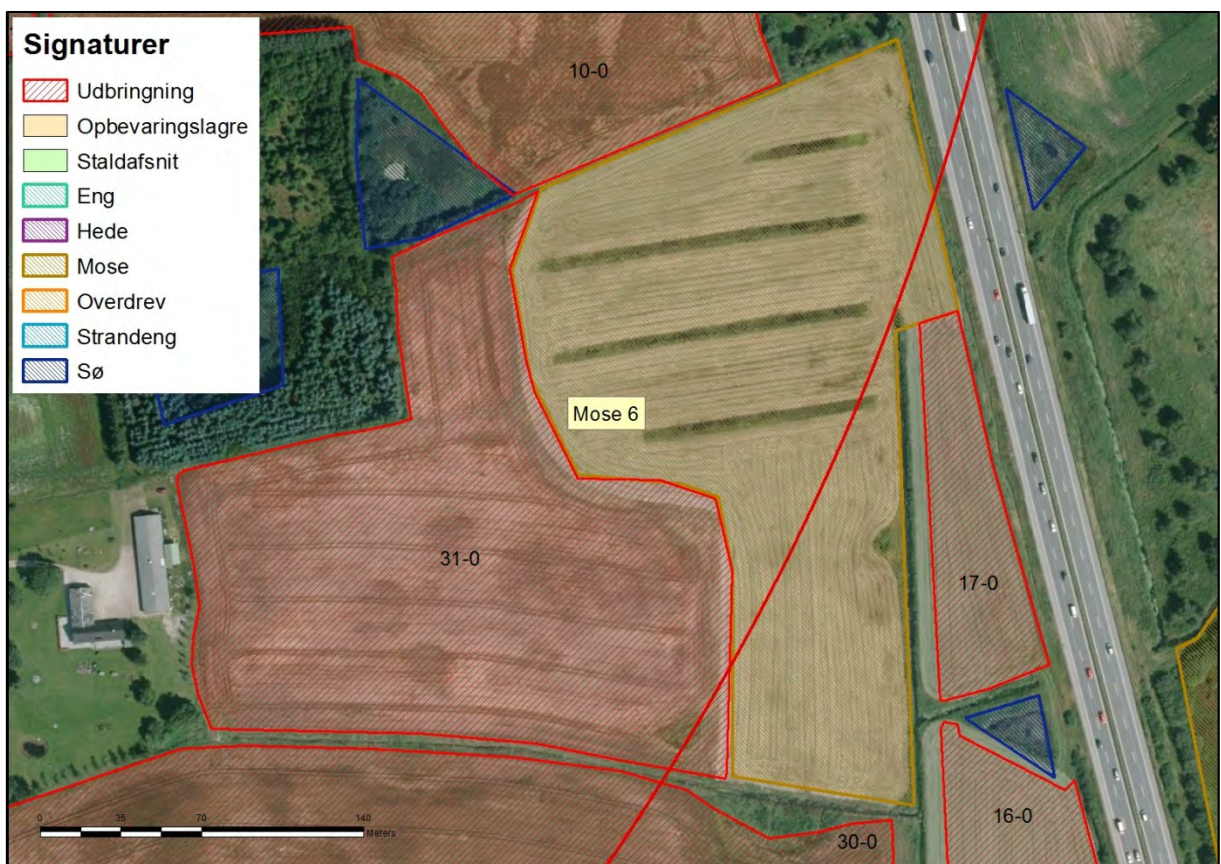 Signaturer
Udbringning
Opbevaringslagre
Staldafsnit
Eng
Hede
Mose
Overdrev
Strandeng
Sø
10-0
Mose 6
31-0
17-0
16-0
30-0
0 35 70 140
Meters